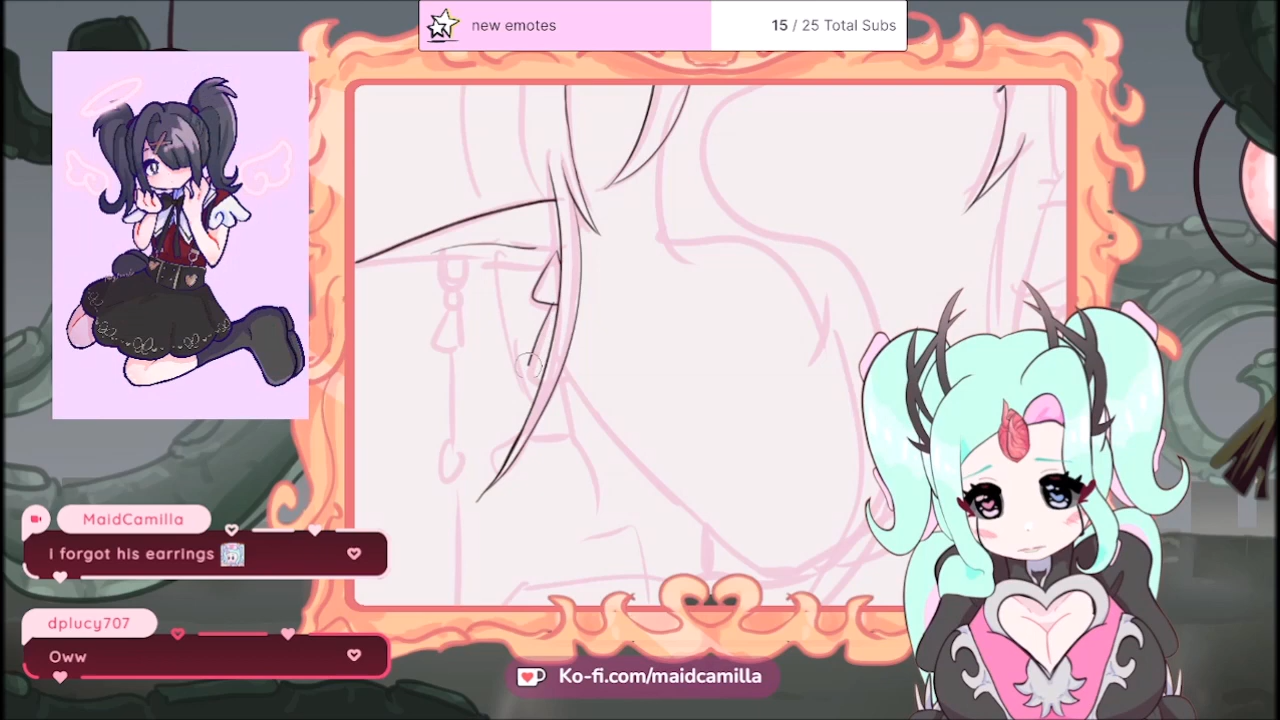 new emotes
15 / 25 Total Subs
MaidCamilla
I forgot his earrings
dplucy707
Oww
Ko-fi.com/maidcamilla